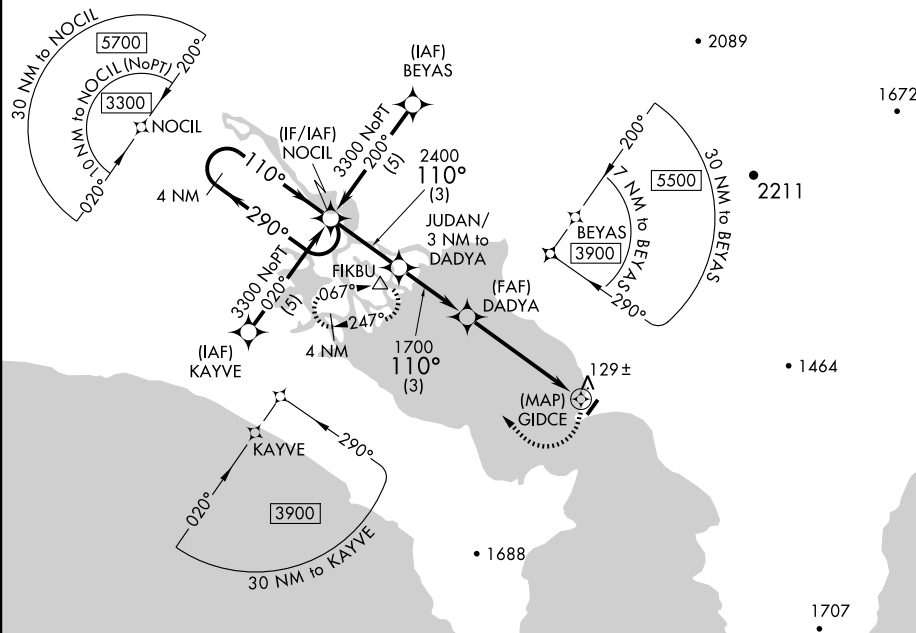 30 NM to NOCIL
5700
10 NM to NOCIL (NoPT)
3300
200°
NOCIL
020°
(IAF)
BEYAS
3300 NoPT
200°
(5)
(IF/IAF)
NOCIL
110°
4 NM
290°
2400
110°
(3)
JUDAN/
3 NM to
DADYA
FIKBU
067°
247°
4 NM
(FAF)
DADYA
1700
110°
(3)
3300 NoPT
020°
(5)
(IAF)
KAYVE
129±
(MAP)
GIDCE
2089
1672
2211
200°
30 NM to BEYAS
5500
7 NM to BEYAS
BEYAS
3900
290°
1464
KAYVE
290°
020°
3900
30 NM to KAYVE
1688
1707